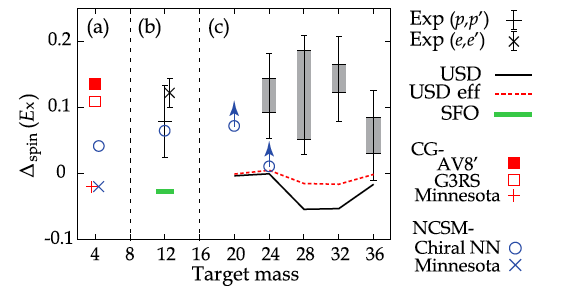 (a) (b) (c)
0.2
0.1
0
-0.1
Δspin (Ex)
4 8 12 16 20 24 28 32 36
Target mass
Exp (p,p′)
Exp (e,e′)
USD
USD eff
SFO
CG-
AV8′
G3RS
Minnesota
NCSM-
Chiral NN
Minnesota